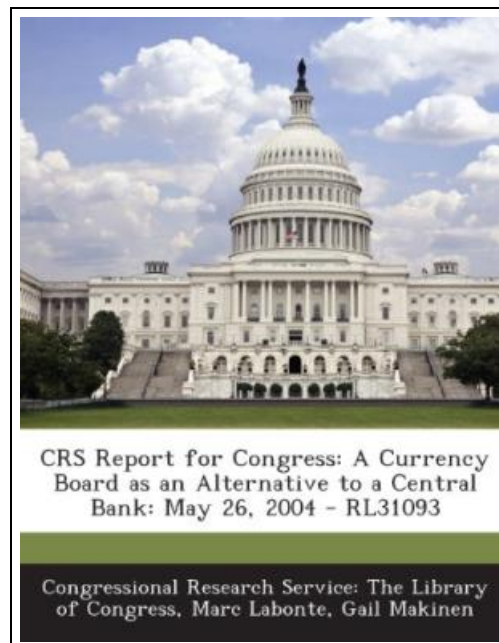 CRS Report for Congress: A Currency
Board as an Alternative to a Central
Bank: May 26, 2004 – RL31093
Congressional Research Service: The Library
of Congress, Marc Labonte, Gail Makinen